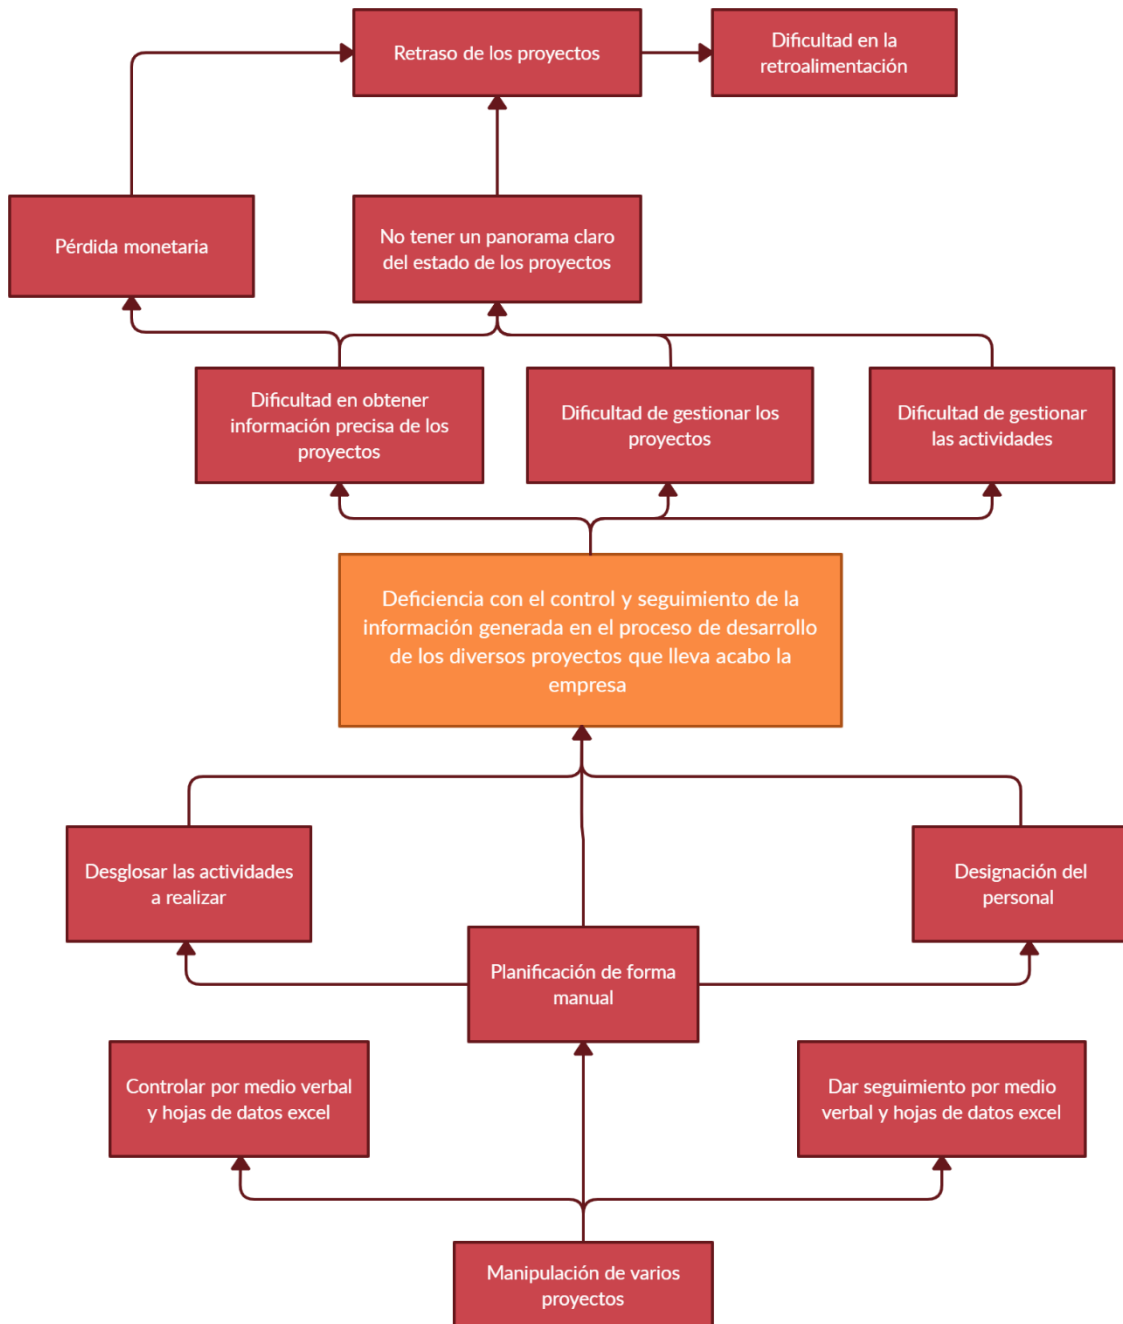 Retraso de los proyectos
Dificultad en la
retroalimentación
Pérdida monetaria
No tener un panorama claro
del estado de los proyectos
Dificultad en obtener
información precisa de los
proyectos
Dificultad de gestionar los
proyectos
Dificultad de gestionar
las actividades
Deficiencia con el control y seguimiento de la
información generada en el proceso de desarrollo
de los diversos proyectos que lleva acabo la
empresa
Desglosar las actividades
a realizar
Designación del
personal
Planificación de forma
manual
Controlar por medio verbal
y hojas de datos excel
Dar seguimiento por medio
verbal y hojas de datos excel
Manipulación de varios
proyectos